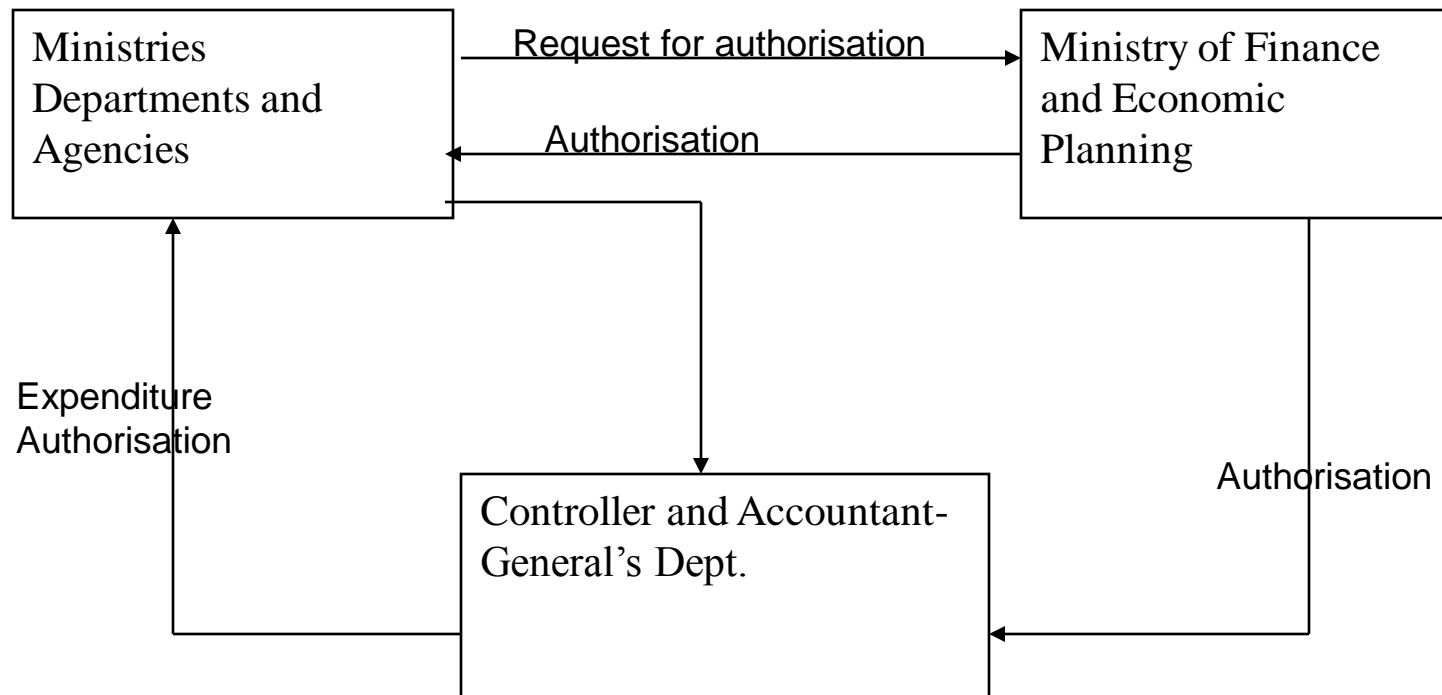 Ministries
Departments and
Agencies
Request for authorisation
Authorisation
Ministry of Finance
and Economic
Planning
Expenditure
Authorisation
Authorisation
Controller and Accountant-
General’s Dept.